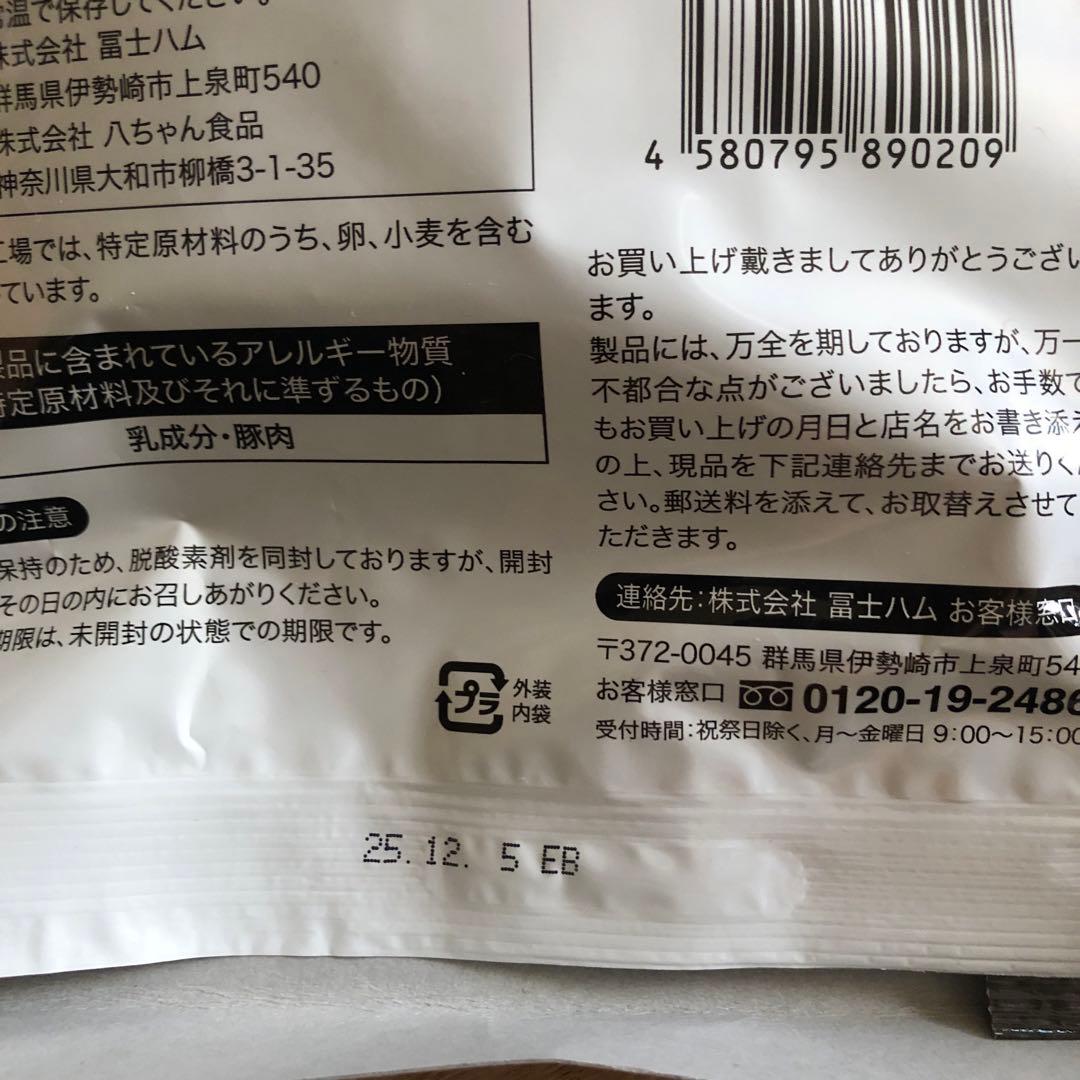 温で保存してください。
株式会社 冨士ハム
群馬県伊勢崎市上泉町540
株式会社 八ちゃん食品
神奈川県大和市柳橋3-1-35
工場では、特定原材料のうち、卵、小麦を含む
ています。
製品に含まれているアレルギー物質
特定原材料及びそれに準ずるもの)
乳成分・豚肉
の注意
保持のため、脱酸素剤を同封しておりますが、開封
その日の内にお召しあがりください。
期限は、未開封の状態での期限です。
プラ
外装
内袋
4 580795 890209
お買い上げ戴きましてありがとうござい
ます。
製品には、万全を期しておりますが、万一
不都合な点がございましたら、お手数で
もお買い上げの月日と店名をお書き添え
の上、現品を下記連絡先までお送りくだ
さい。郵送料を添えて、お取替えさせて
ただきます。
連絡先:株式会社 冨士ハム お客様窓口
〒372-0045 群馬県伊勢崎市上泉町54
お客様窓口 0120-19-2486
受付時間:祝祭日除く、月〜金曜日 9:00〜15:00
25.12. 5 EB